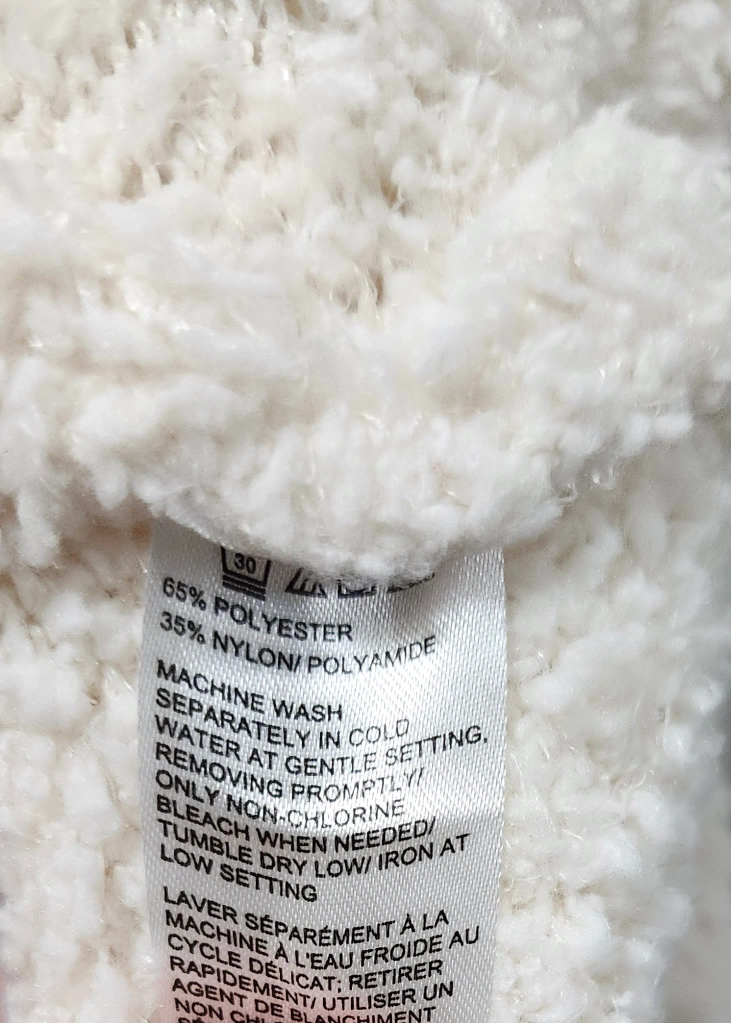 30
65% POLYESTER
35% NYLON/ POLYAMIDE
MACHINE WASH
SEPARATELY IN COLD
WATER AT GENTLE SETTING,
REMOVING PROMPTLY/
ONLY NON-CHLORINE
BLEACH WHEN NEEDED/
TUMBLE DRY LOW/ IRON AT
LOW SETTING
LAVER SÉPARÉMENT À LA
MACHINE À L'EAU FROIDE AU
CYCLE DÉLICAT; RETIRER
RAPIDEMENT/ UTILISER UN
AGENT DE BLANCHIMENT
NON